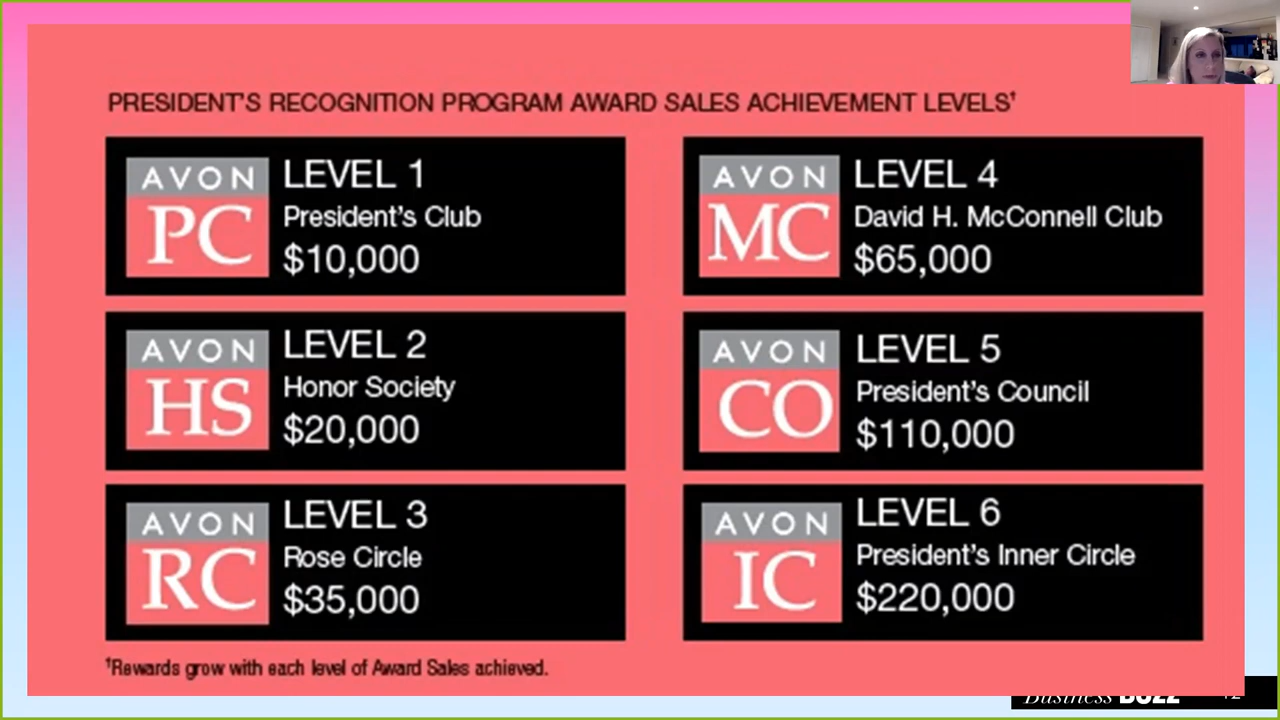 PRESIDENT'S RECOGNITION PROGRAM AWARD SALES ACHIEVEMENT LEVELS†
AVON
PC
LEVEL 1
President's Club
$10,000
AVON
HS
LEVEL 2
Honor Society
$20,000
AVON
RC
LEVEL 3
Rose Circle
$35,000
AVON
MC
LEVEL 4
David H. McConnell Club
$65,000
AVON
CO
LEVEL 5
President's Council
$110,000
AVON
IC
LEVEL 6
President's Inner Circle
$220,000
†Rewards grow with each level of Award Sales achieved.
Business BUZZ